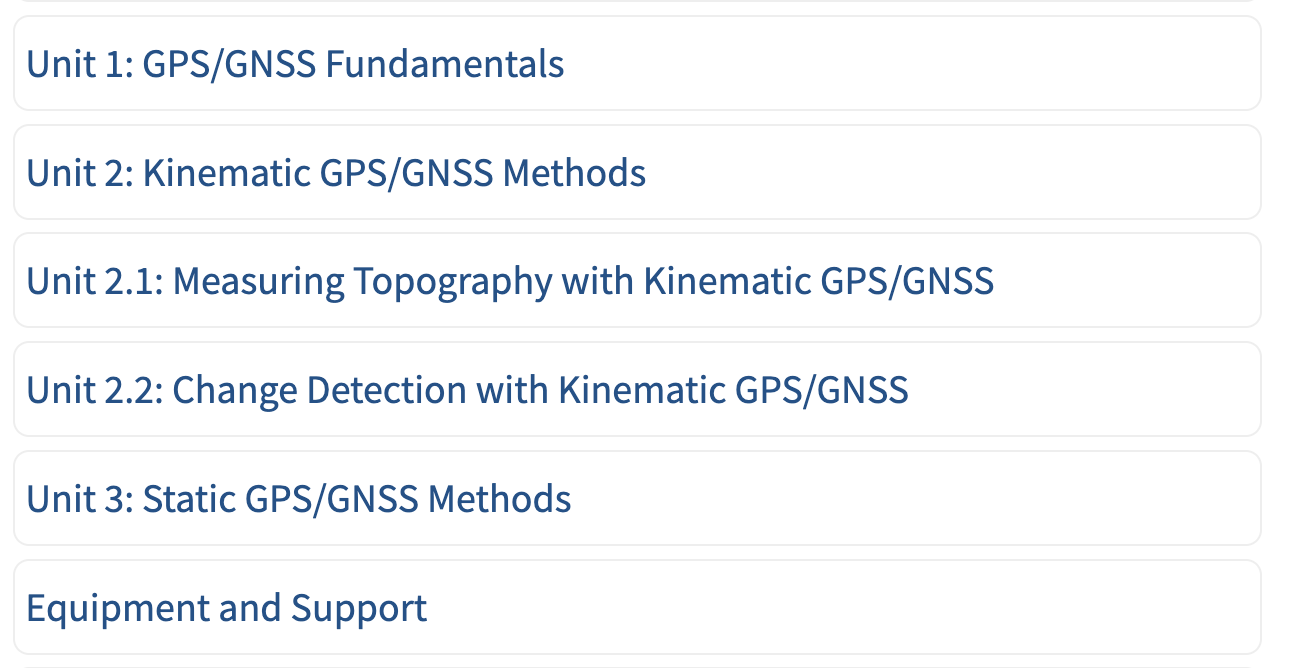 Unit 1: GPS/GNSS Fundamentals
Unit 2: Kinematic GPS/GNSS Methods
Unit 2.1: Measuring Topography with Kinematic GPS/GNSS
Unit 2.2: Change Detection with Kinematic GPS/GNSS
Unit 3: Static GPS/GNSS Methods
Equipment and Support